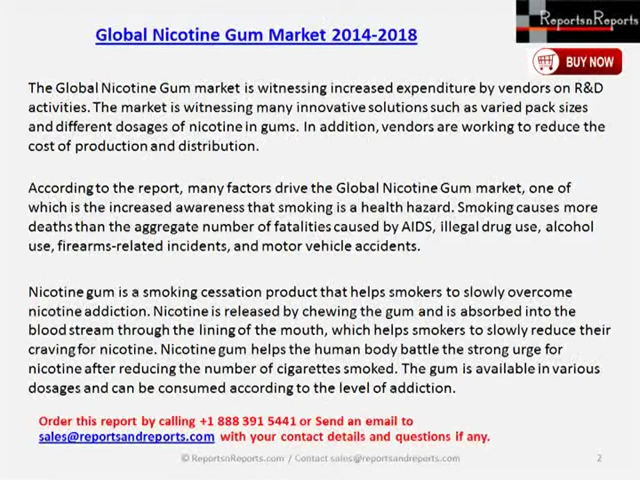 Global Nicotine Gum Market 2014-2018
ReportsnReports
BUY NOW
The Global Nicotine Gum market is witnessing increased expenditure by vendors on R&D
activities. The market is witnessing many innovative solutions such as varied pack sizes
and different dosages of nicotine in gums. In addition, vendors are working to reduce the
cost of production and distribution.
According to the report, many factors drive the Global Nicotine Gum market, one of
which is the increased awareness that smoking is a health hazard. Smoking causes more
deaths than the aggregate number of fatalities caused by AIDS, illegal drug use, alcohol
use, firearms-related incidents, and motor vehicle accidents.
Nicotine gum is a smoking cessation product that helps smokers to slowly overcome
nicotine addiction. Nicotine is released by chewing the gum and is absorbed into the
blood stream through the lining of the mouth, which helps smokers to slowly reduce their
craving for nicotine. Nicotine gum helps the human body battle the strong urge for
nicotine after reducing the number of cigarettes smoked. The gum is available in various
dosages and can be consumed according to the level of addiction.
Order this report by calling +1 888 391 5441 or Send an email to
sales@reportsandreports.com with your contact details and questions if any.
© ReportsnReports.com / Contact sales@reportsandreports.com
2